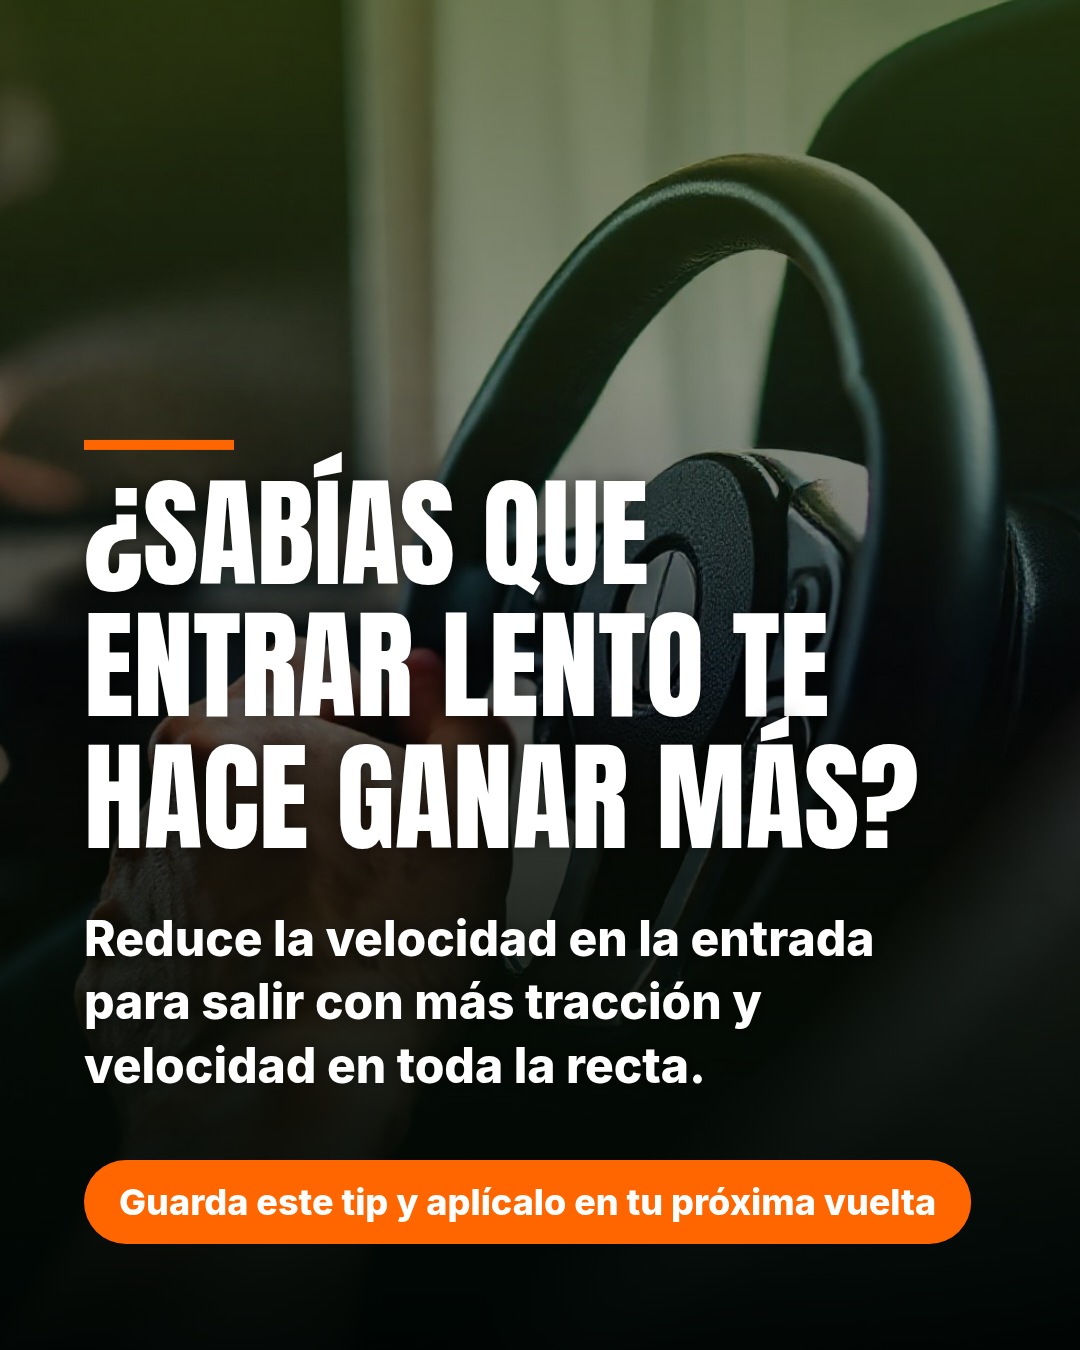 ¿SABÍAS QUE
ENTRAR LENTO TE
HACE GANAR MÁS?
Reduce la velocidad en la entrada
para salir con más tracción y
velocidad en toda la recta.
Guarda este tip y aplícalo en tu próxima vuelta